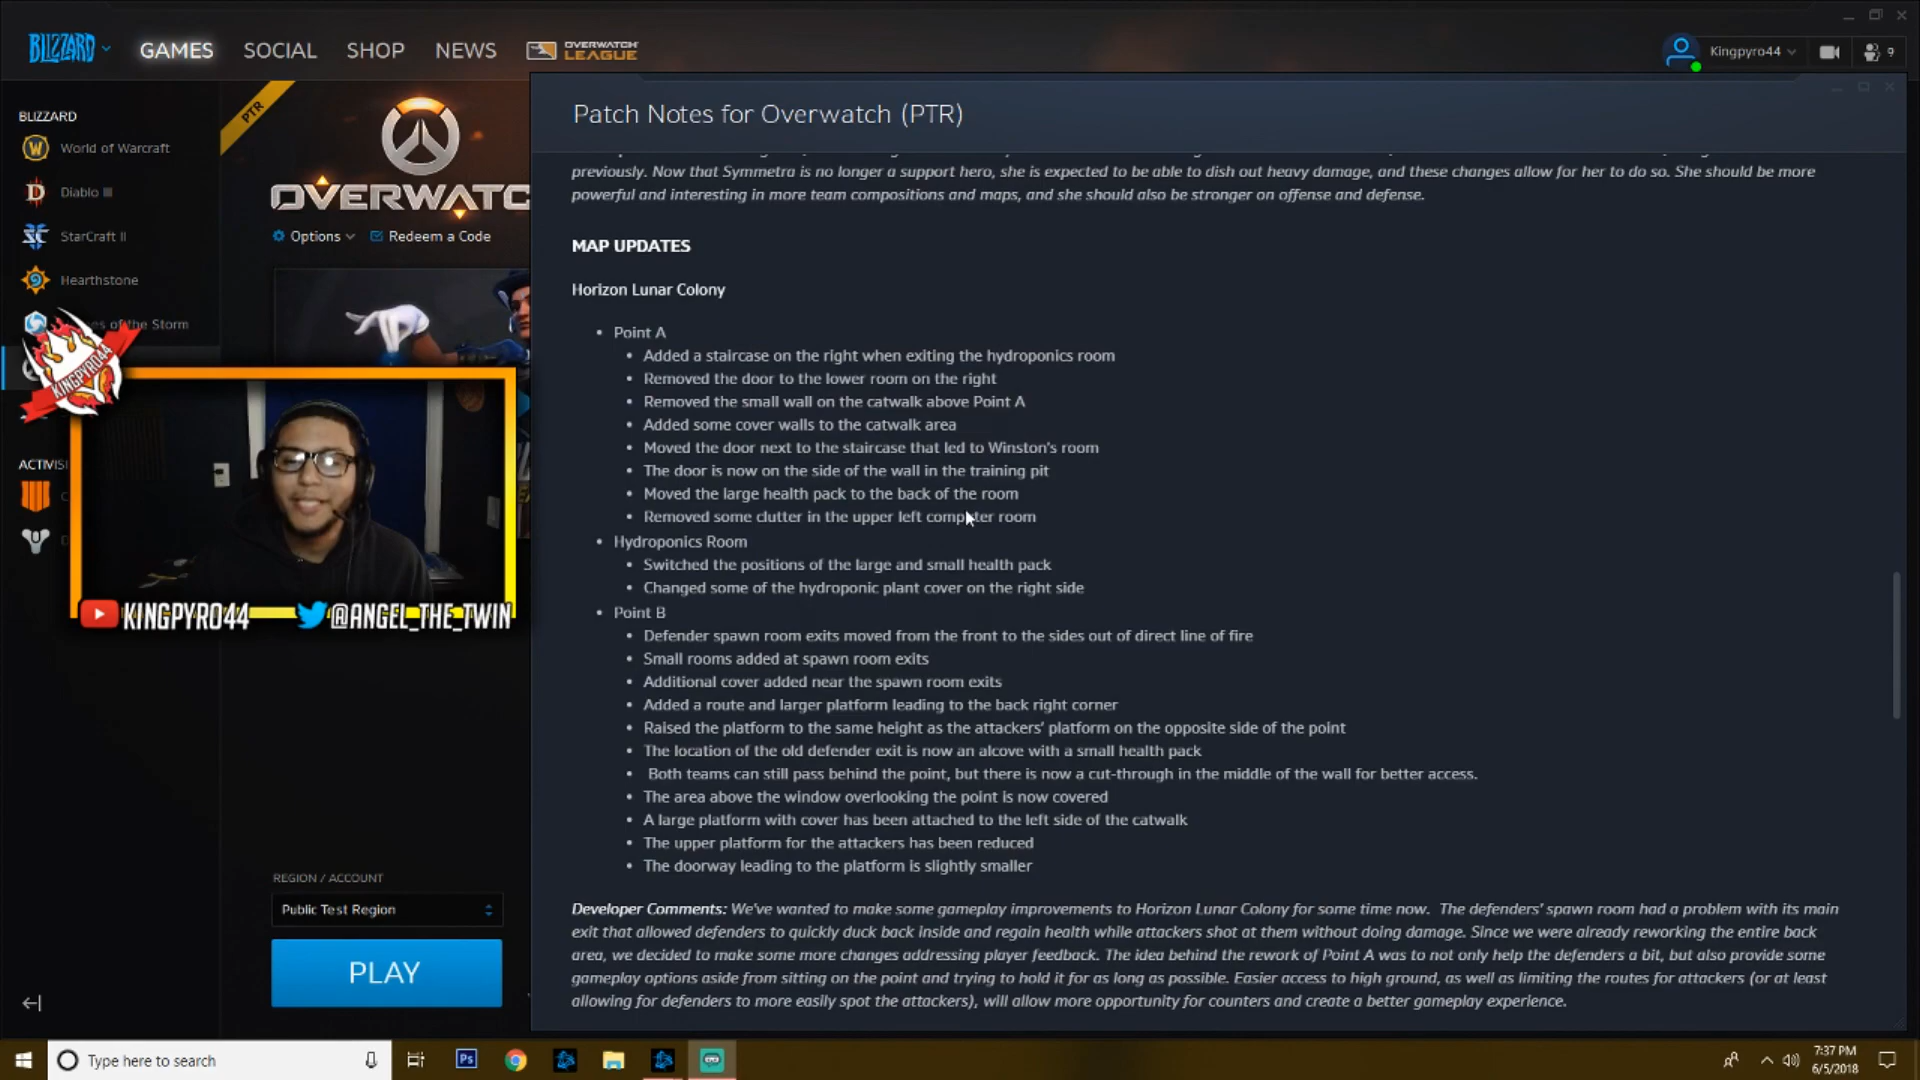 BLIZZARD
GAMES
SOCIAL
SHOP
NEWS
OVERWATCH
LEAGUE
Kingpyro44
9
BLIZZARD
World of Warcraft
Diablo III
StarCraft II
Hearthstone
of the Storm
PTR
OVERWATC
Options
Redeem a Code
KINGPYRO44
KINGPYRO44
@ANGEL_THE_TWIN
REGION / ACCOUNT
Public Test Region
PLAY
Patch Notes for Overwatch (PTR)
previously. Now that Symmetra is no longer a support hero, she is expected to be able to dish out heavy damage, and these changes allow for her to do so. She should be more
powerful and interesting in more team compositions and maps, and she should also be stronger on offense and defense.
MAP UPDATES
Horizon Lunar Colony
• Point A
• Added a staircase on the right when exiting the hydroponics room
• Removed the door to the lower room on the right
• Removed the small wall on the catwalk above Point A
• Added some cover walls to the catwalk area
• Moved the door next to the staircase that led to Winston's room
• The door is now on the side of the wall in the training pit
• Moved the large health pack to the back of the room
• Removed some clutter in the upper left computer room
• Hydroponics Room
• Switched the positions of the large and small health pack
• Changed some of the hydroponic plant cover on the right side
• Point B
• Defender spawn room exits moved from the front to the sides out of direct line of fire
• Small rooms added at spawn room exits
• Additional cover added near the spawn room exits
• Added a route and larger platform leading to the back right corner
• Raised the platform to the same height as the attackers' platform on the opposite side of the point
• The location of the old defender exit is now an alcove with a small health pack
• Both teams can still pass behind the point, but there is now a cut-through in the middle of the wall for better access.
• The area above the window overlooking the point is now covered
• A large platform with cover has been attached to the left side of the catwalk
• The upper platform for the attackers has been reduced
• The doorway leading to the platform is slightly smaller
Developer Comments: We've wanted to make some gameplay improvements to Horizon Lunar Colony for some time now. The defenders' spawn room had a problem with its main
exit that allowed defenders to quickly duck back inside and regain health while attackers shot at them without doing damage. Since we were already reworking the entire back
area, we decided to make some more changes addressing player feedback. The idea behind the rework of Point A was to not only help the defenders a bit, but also provide some
gameplay options aside from sitting on the point and trying to hold it for as long as possible. Easier access to high ground, as well as limiting the routes for attackers (or at least
allowing for defenders to more easily spot the attackers), will allow more opportunity for counters and create a better gameplay experience.
Type here to search
Ps
7:37 PM
6/5/2018